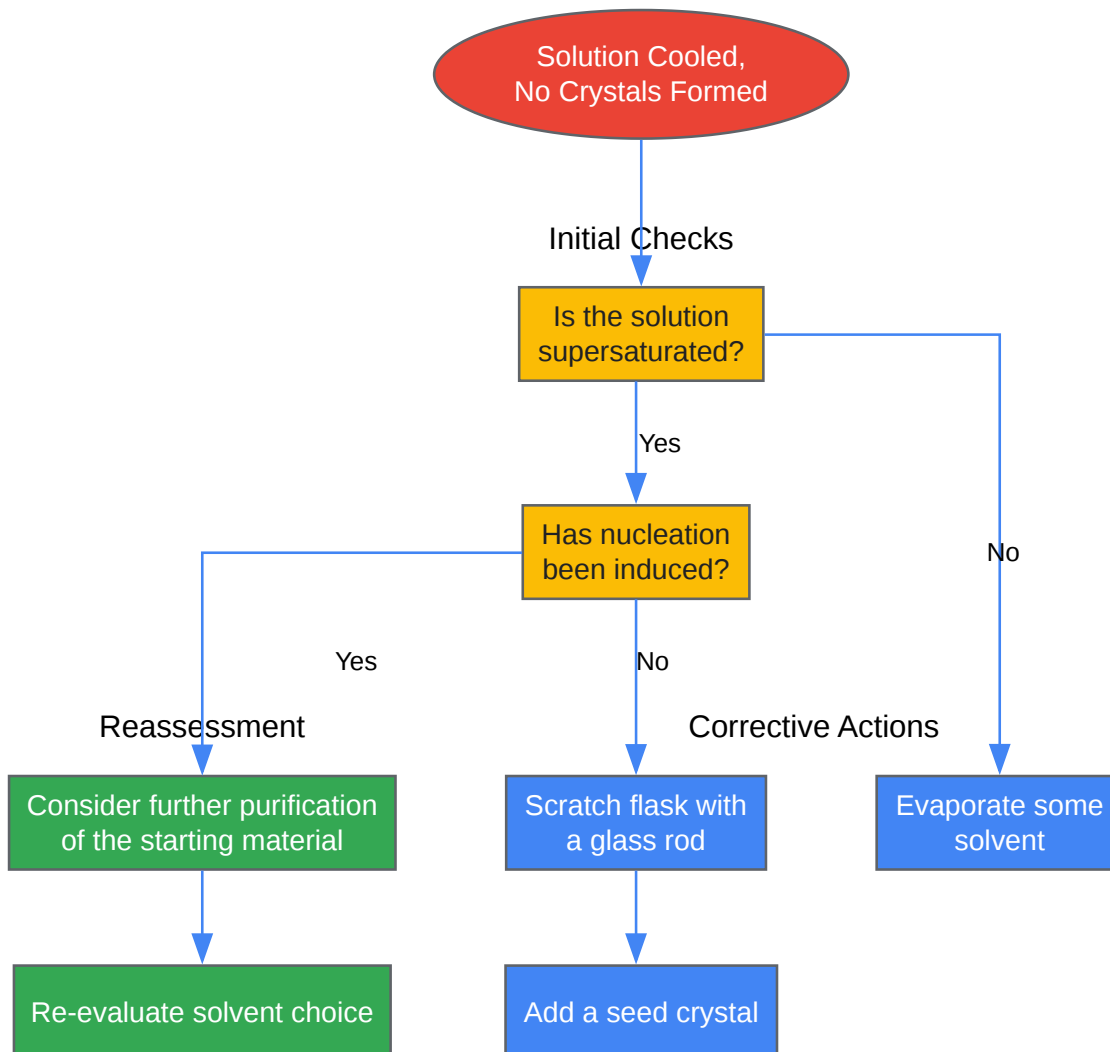 Solution Cooled,
No Crystals Formed
Initial Checks
Is the solution
supersaturated?
Yes
Has nucleation
been induced?
No
Yes
No
Reassessment
Corrective Actions
Consider further purification
of the starting material
Scratch flask with
a glass rod
Evaporate some
solvent
Re-evaluate solvent choice
Add a seed crystal